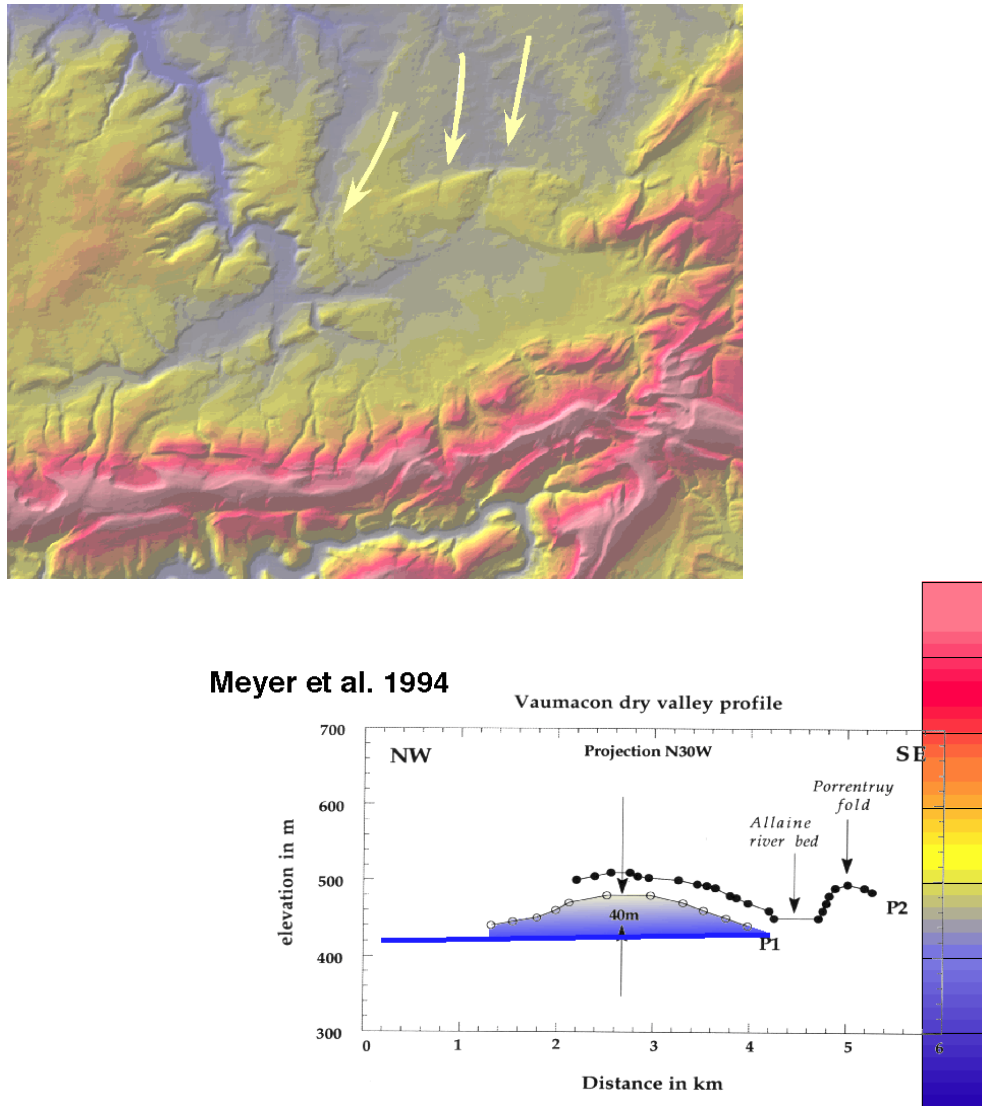 Meyer et al. 1994
Vaumacon dry valley profile
700
NW
Projection N30W
SE
Porrentruy
fold
600
Allaine
river bed
elevation in m
500
P2
40m
P1
400
300
0
1
2
3
4
5
6
Distance in km